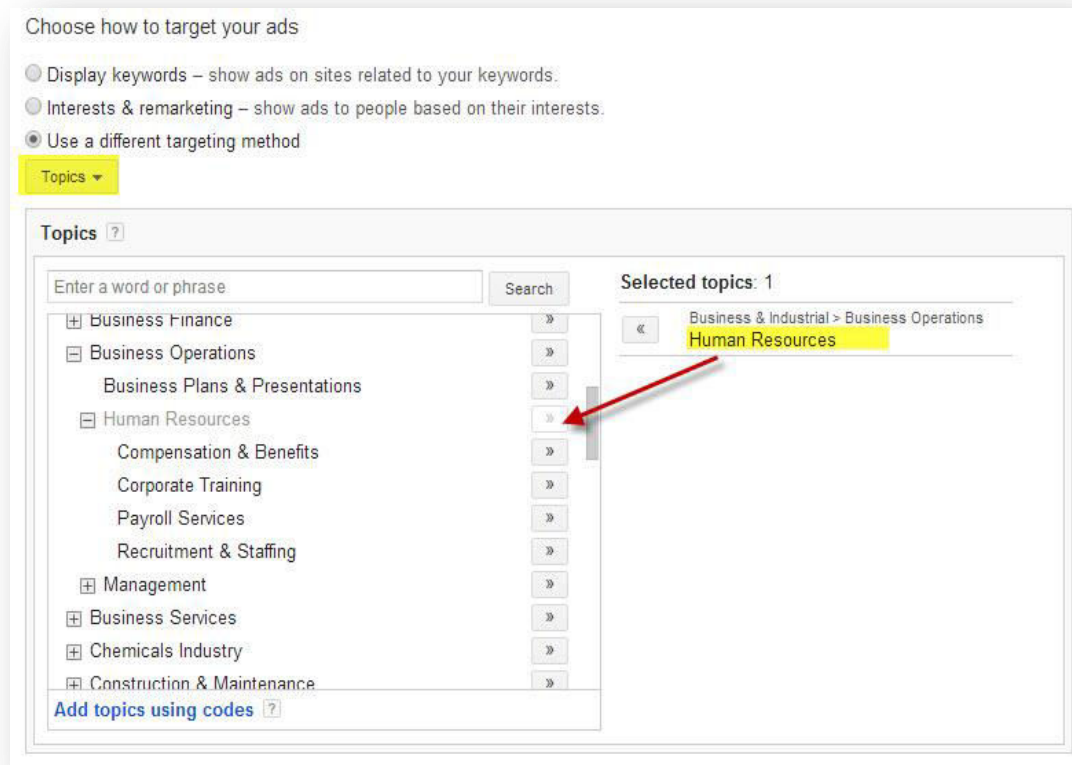 Choose how to target your ads
Display keywords – show ads on sites related to your keywords.
Interests & remarketing – show ads to people based on their interests.
Use a different targeting method
Topics
Topics ?
Enter a word or phrase
Search
Selected topics: 1
Business Finance »
Business Operations »
Business Plans & Presentations »
Human Resources »
Compensation & Benefits »
Corporate Training »
Payroll Services »
Recruitment & Staffing »
Management »
Business Services »
Chemicals Industry »
Construction & Maintenance »
Add topics using codes ?
« Business & Industrial > Business Operations
Human Resources